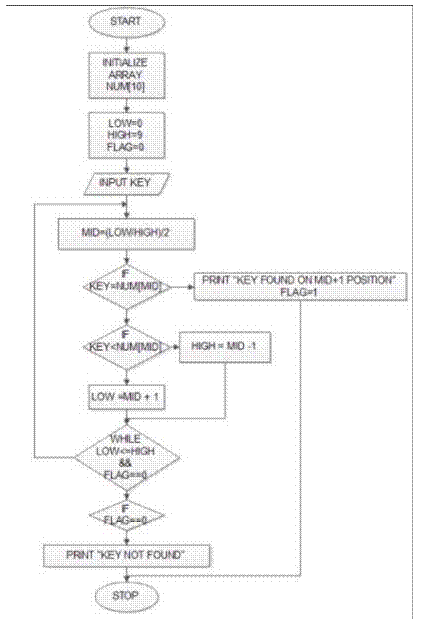 START
INITIALIZE
ARRAY
NUM[10]
LOW=0
HIGH=9
FLAG=0
INPUT KEY
MID=(LOW/HIGH)/2
IF
KEY=NUM[MID]
PRINT "KEY FOUND ON MID+1 POSITION"
FLAG=1
IF
KEY<NUM[MID]
HIGH = MID -1
LOW =MID + 1
WHILE
LOW<=HIGH
&&
FLAG==0
IF
FLAG==0
PRINT "KEY NOT FOUND"
STOP